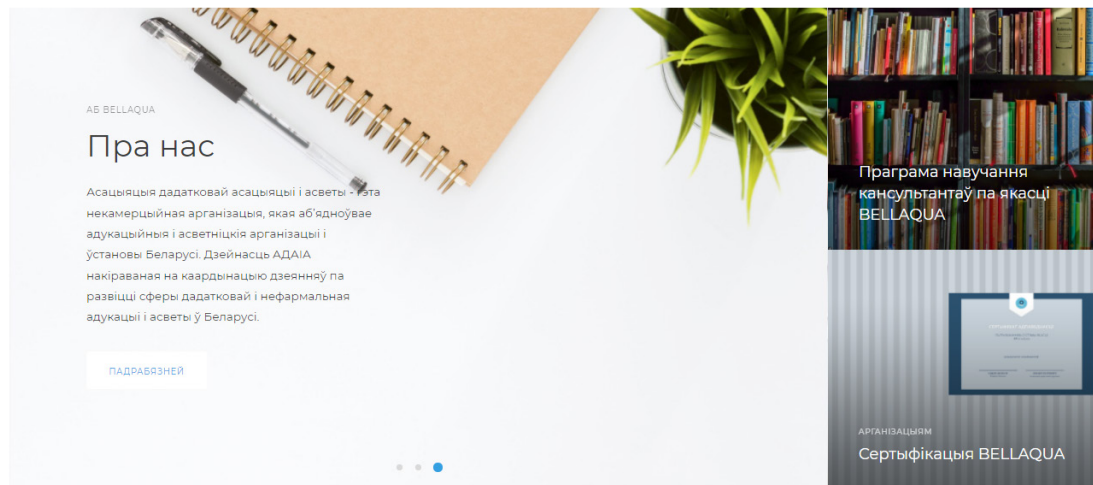 АБ BELLAQUA
Пра нас
Асацыяцыя дадатковай асацыяцыі і асветы - гэта
некамерцыйная арганізацыя, якая аб'ядноўвае
адукацыйныя і асветніцкія арганізацыі і
ўстановы Беларусі. Дзейнасць АДАІА
накіраваная на каардынацыю дзеянняў па
развіцці сферы дадатковай і нефармальная
адукацыі і асветы ў Беларусі.
ПАДРАБЯЗНЕЙ
Праграма навучання
кансультантаў па якасці
BELLAQUA
АРГАНІЗАЦЫЯМ
Сертыфікацыя BELLAQUA